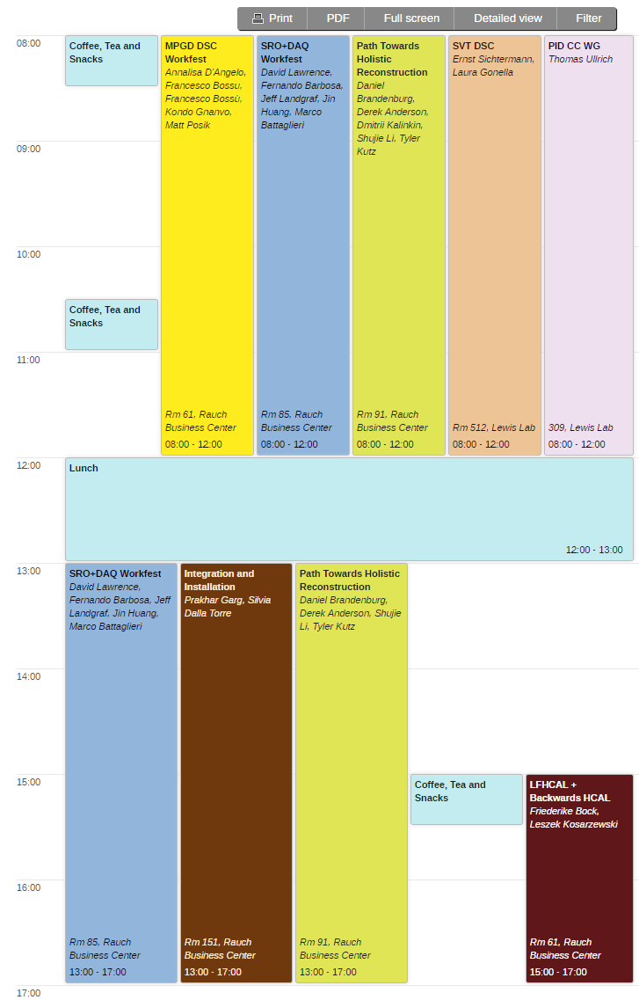 Print
PDF
Full screen
Detailed view
Filter
08:00
Coffee, Tea and
Snacks
MPGD DSC
Workfest
Annalisa D'Angelo,
Francesco Bossu,
Francesco Bossù,
Kondo Gnanvo,
Matt Posik
Rm 61, Rauch
Business Center
08:00 - 12:00
SRO+DAQ
Workfest
David Lawrence,
Fernando Barbosa,
Jeff Landgraf, Jin
Huang, Marco
Battaglieri
Rm 85, Rauch
Business Center
08:00 - 12:00
Path Towards
Holistic
Reconstruction
Daniel
Brandenburg,
Derek Anderson,
Dmitrii Kalinkin,
Shujie Li, Tyler
Kutz
Rm 91, Rauch
Business Center
08:00 - 12:00
SVT DSC
Ernst Sichtermann,
Laura Gonella
Rm 512, Lewis Lab
08:00 - 12:00
PID CC WG
Thomas Ullrich
309, Lewis Lab
08:00 - 12:00
09:00
10:00
Coffee, Tea and
Snacks
11:00
12:00
Lunch
12:00 - 13:00
13:00
SRO+DAQ Workfest
David Lawrence,
Fernando Barbosa, Jeff
Landgraf, Jin Huang,
Marco Battaglieri
Rm 85, Rauch
Business Center
13:00 - 17:00
Integration and
Installation
Prakhar Garg, Silvia
Dalla Torre
Rm 151, Rauch
Business Center
13:00 - 17:00
Path Towards Holistic
Reconstruction
Daniel Brandenburg,
Derek Anderson, Shujie
Li, Tyler Kutz
Rm 91, Rauch
Business Center
13:00 - 17:00
14:00
15:00
Coffee, Tea and
Snacks
LFHCAL +
Backwards HCAL
Friederike Bock,
Leszek Kosarzewski
Rm 61, Rauch
Business Center
15:00 - 17:00
16:00
17:00